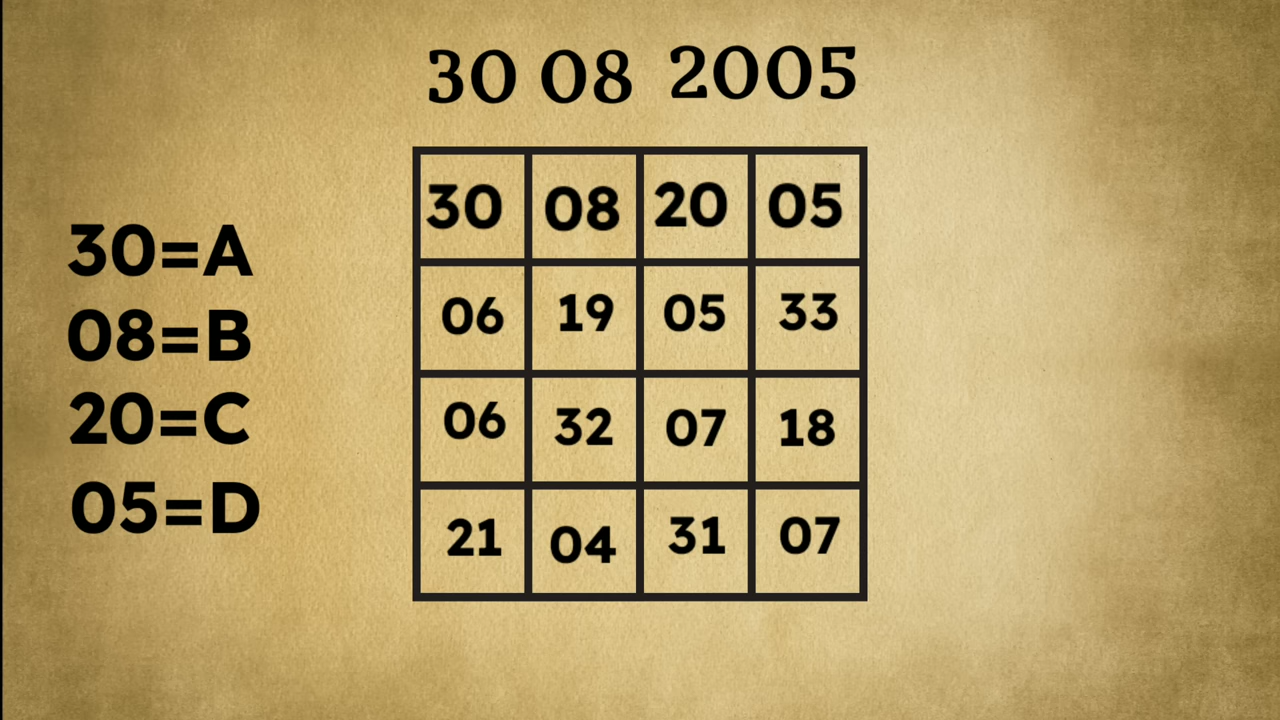 30 08 2005
30=A
08=B
20=C
05=D
30 08 20 05
06 19 05 33
06 32 07 18
21 04 31 07